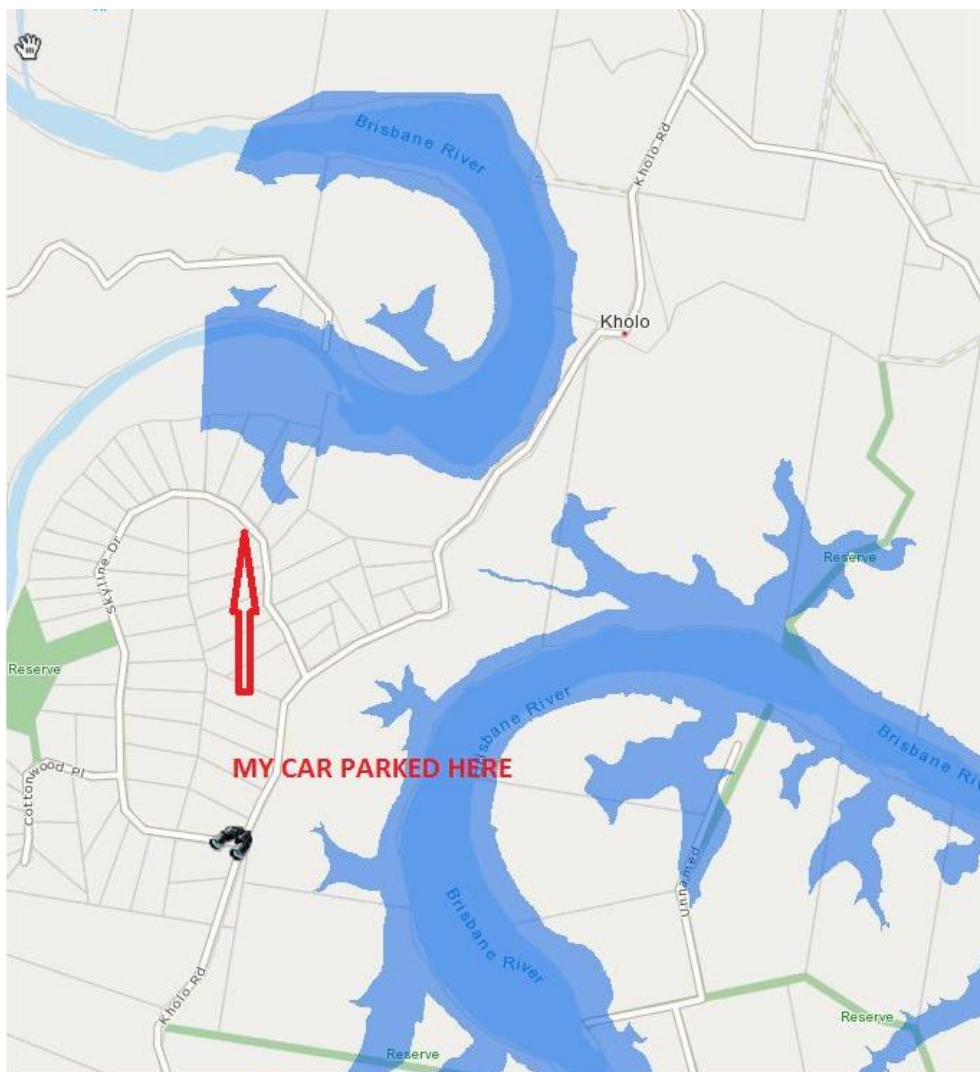 Brisbane River
Kholo Rd
Kholo
Reserve
Skyline Dr
Reserve
Brisbane River
Brisbane
MY CAR PARKED HERE
Cottonwood Pl
Unnamed
Brisbane River
Kholo Rd
Reserve
Reserve